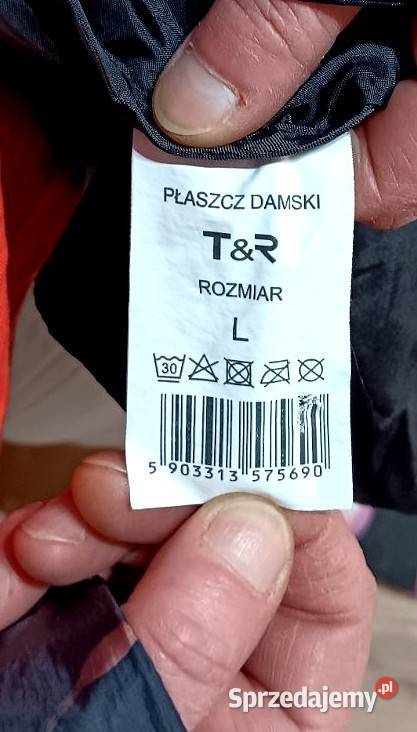 PŁASZCZ DAMSKI
T&R
ROZMIAR
L
30
5 903313 575690
Sprzedajemy.pl